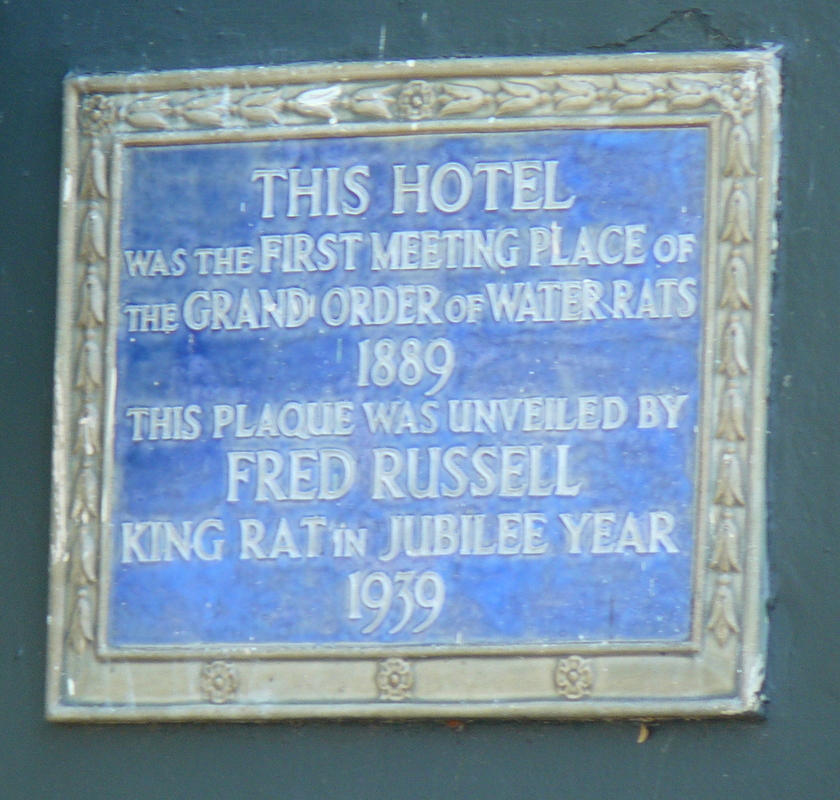 THIS HOTEL
WAS THE FIRST MEETING PLACE OF
THE GRAND ORDER OF WATER RATS
1889
THIS PLAQUE WAS UNVEILED BY
FRED RUSSELL
KING RAT IN JUBILEE YEAR
1939